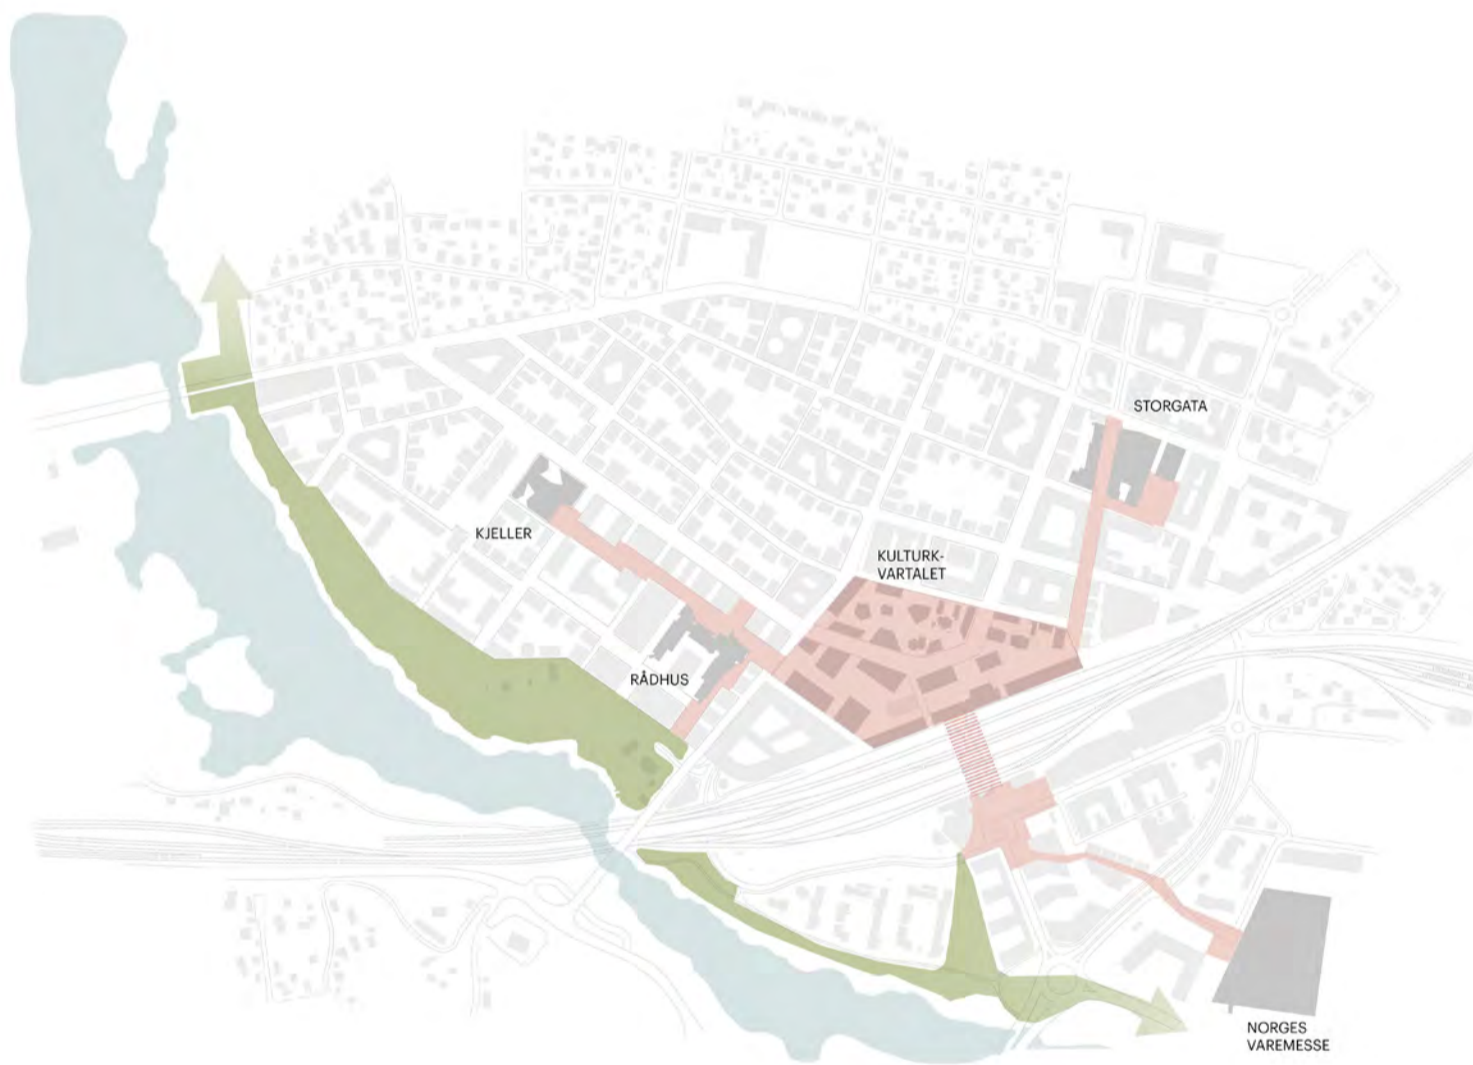 STORGATA
KJELLER
KULTURK-
VARTALET
RÅDHUS
NORGES
VAREMESSE